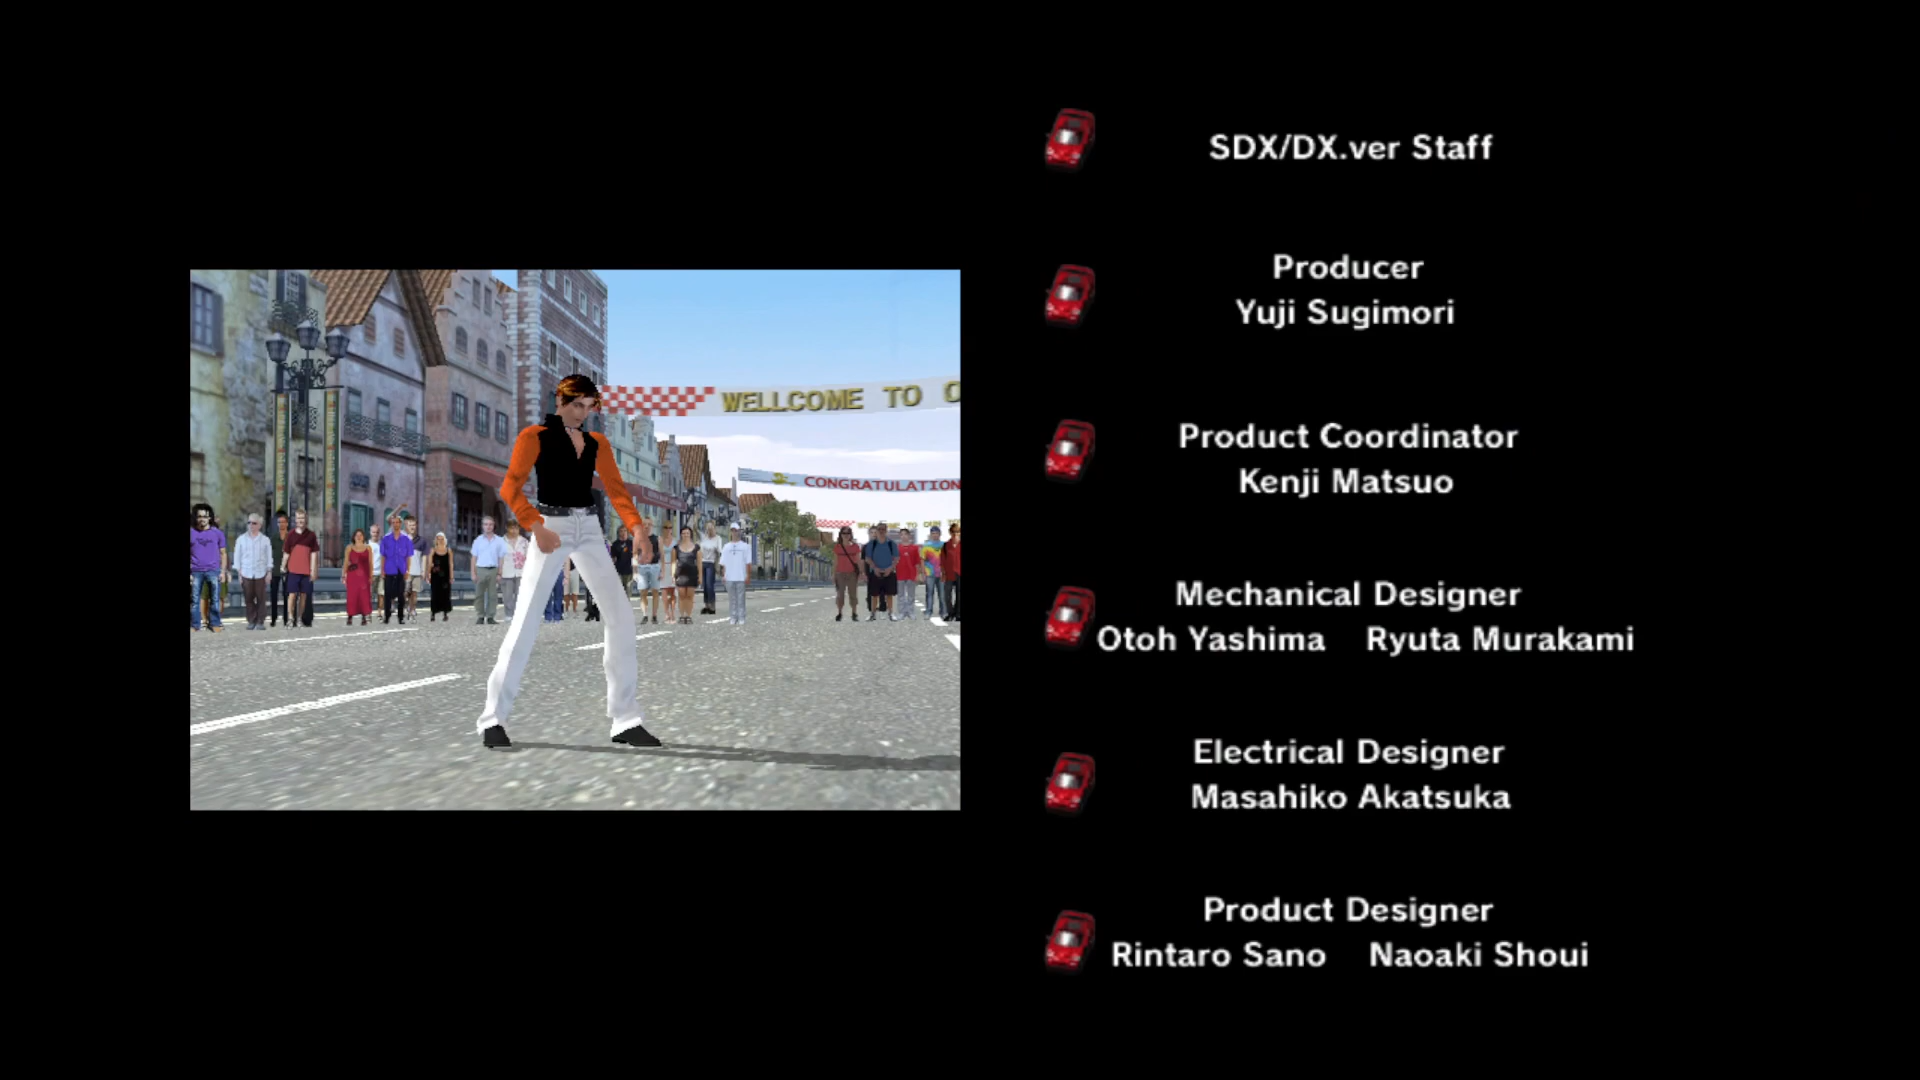 WELLCOME TO O
CONGRATULATION
SDX/DX.ver Staff
Producer
Yuji Sugimori
Product Coordinator
Kenji Matsuo
Mechanical Designer
Otoh Yashima Ryuta Murakami
Electrical Designer
Masahiko Akatsuka
Product Designer
Rintaro Sano Naoaki Shoui